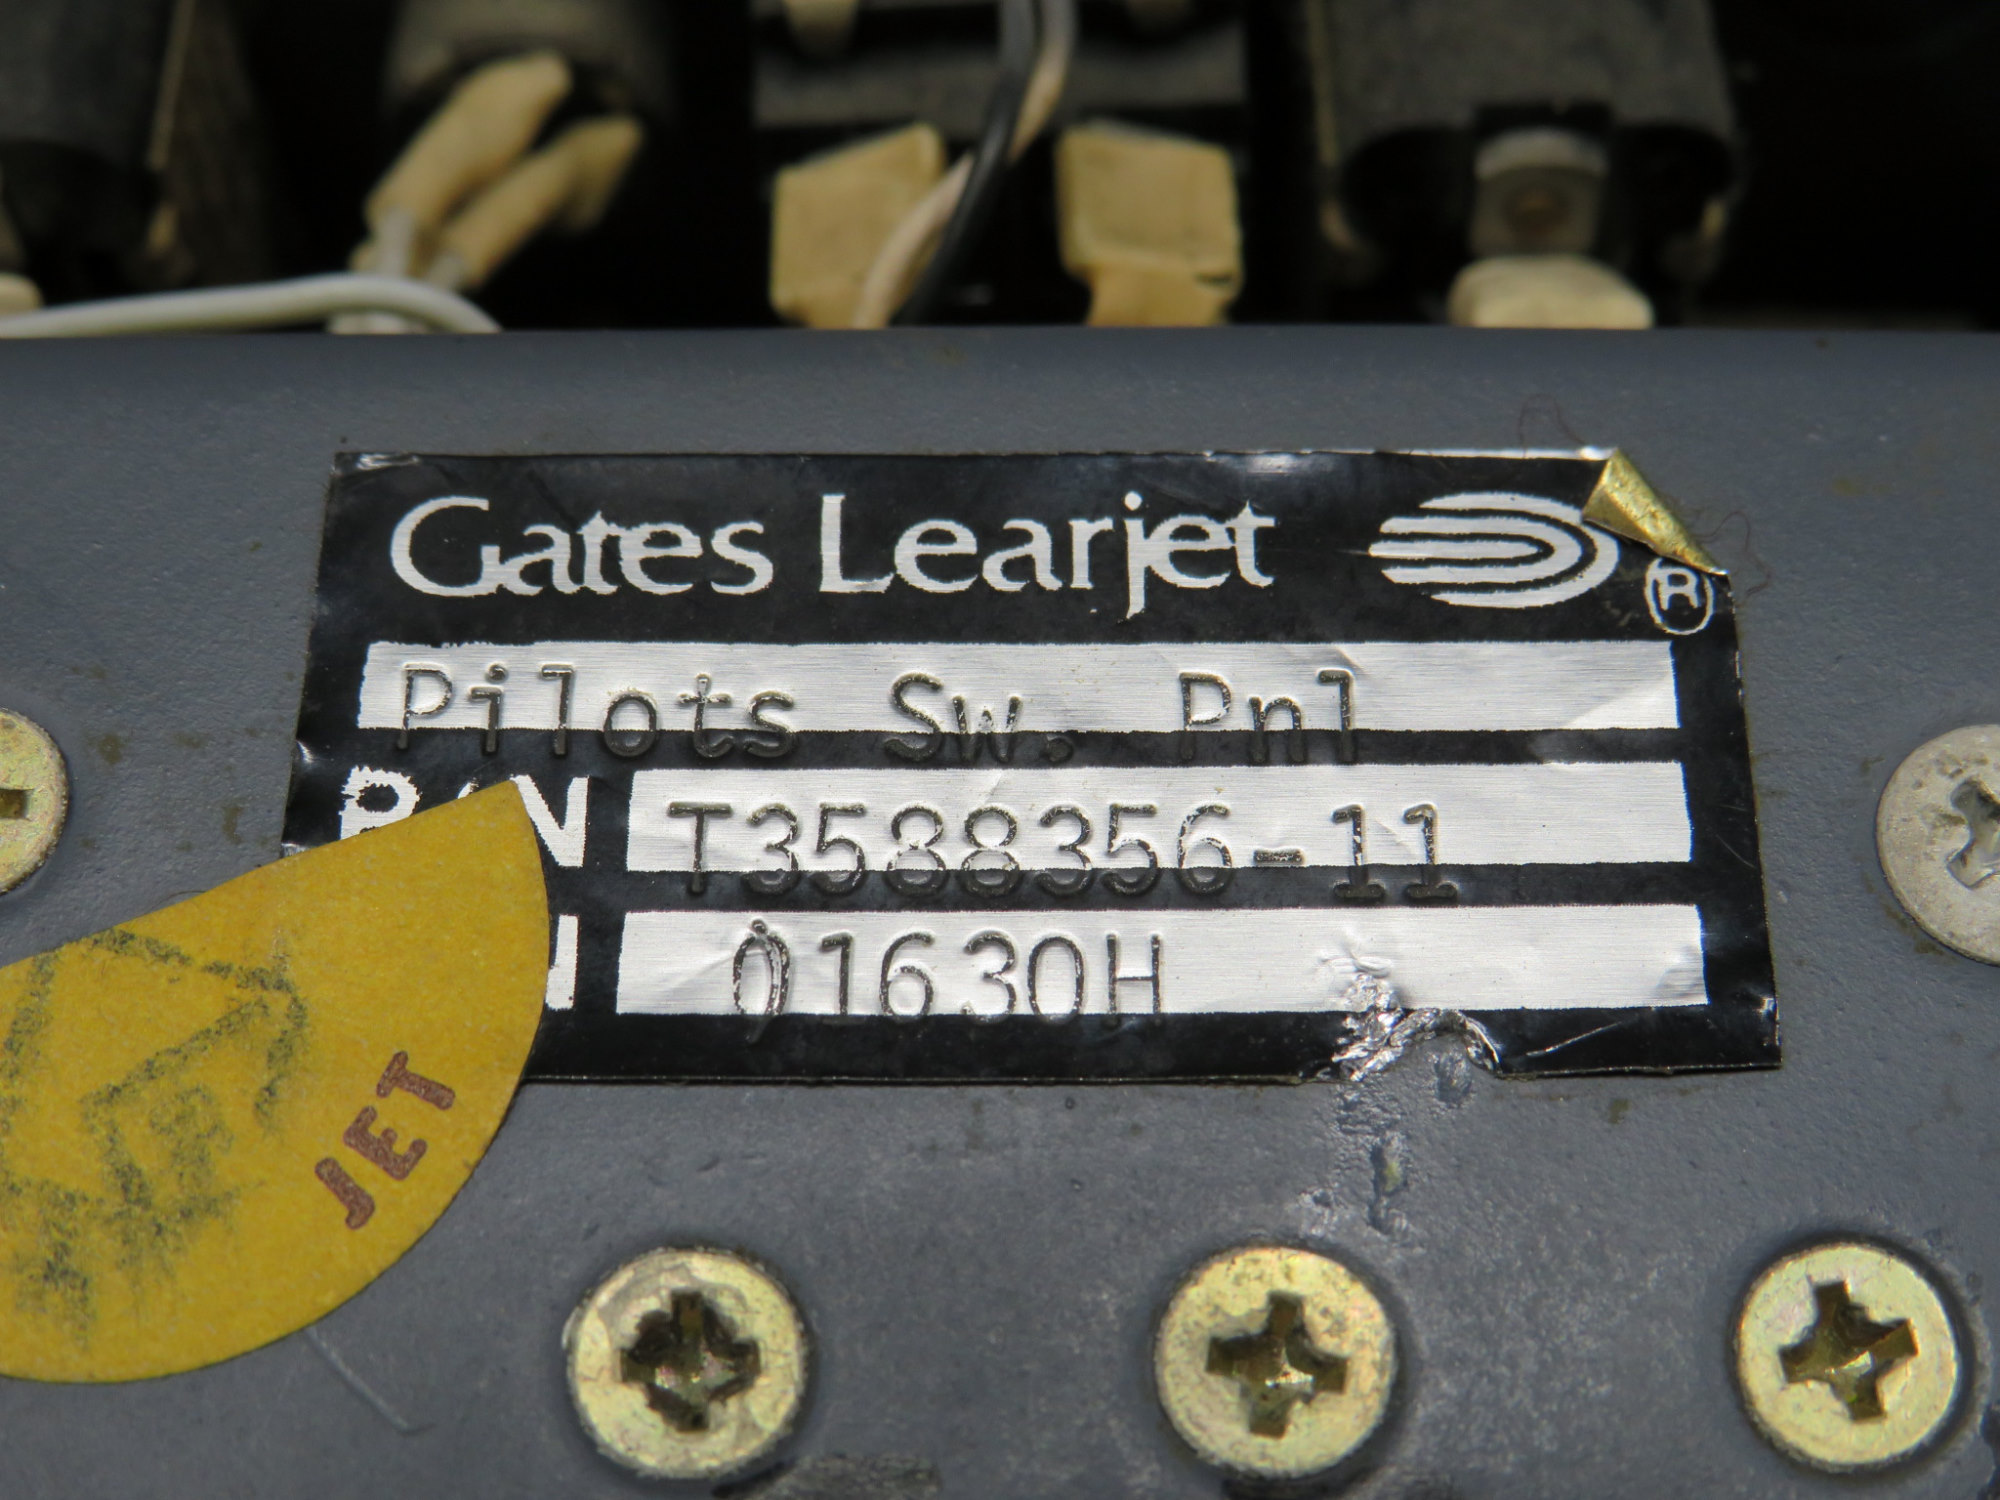 Gates Learjet ®
Pilots Sw. Pnl
P/N T3588356-11
01630H
JET